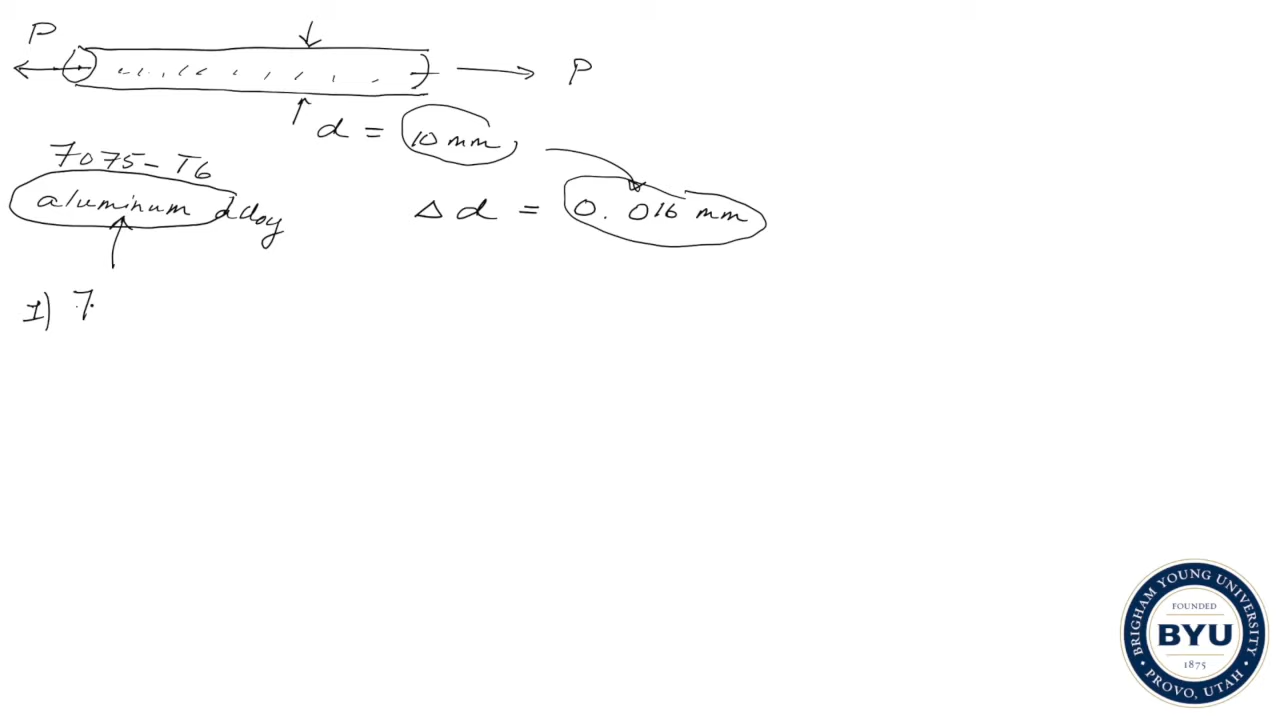 P
P
d = 10 mm
7075-T6
aluminum alloy
Δd = 0.016 mm
1) 7
BRIGHAM YOUNG UNIVERSITY
FOUNDED
BYU
1875
PROVO, UTAH